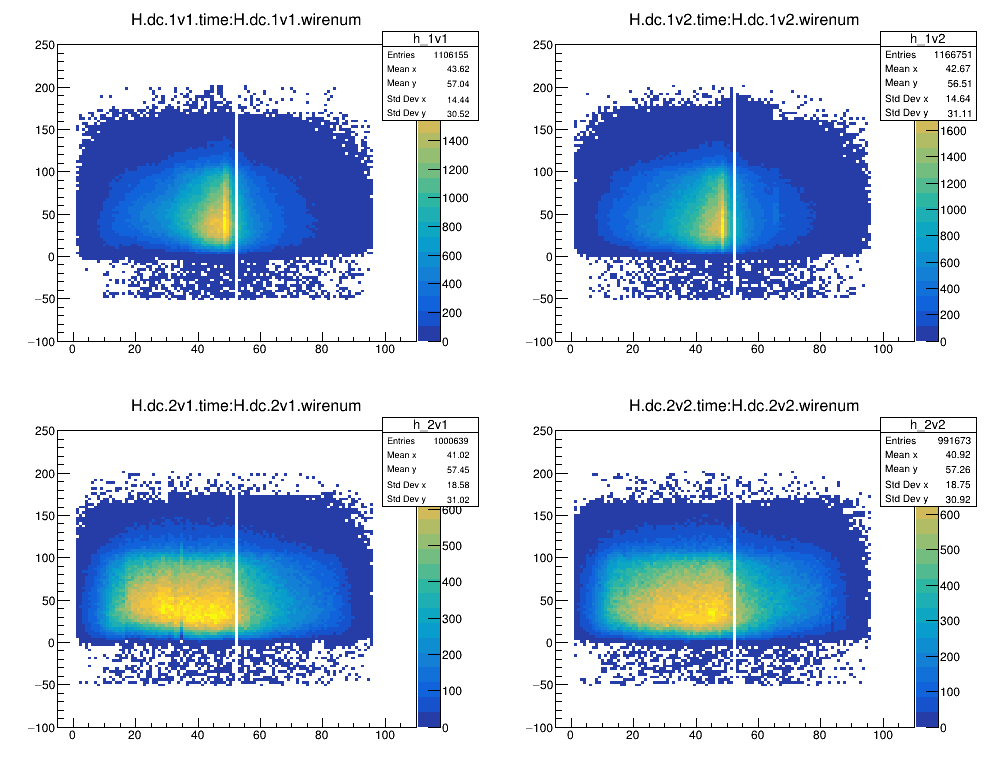 H.dc.1v1.time:H.dc.1v1.wirenum
h_1v1
Entries 1106155
Mean x 43.62
Mean y 57.04
Std Dev x 14.44
Std Dev y 30.52
250
200
150
100
50
0
−50
−100
0 20 40 60 80 100
1400
1200
1000
800
600
400
200
0
H.dc.1v2.time:H.dc.1v2.wirenum
h_1v2
Entries 1166751
Mean x 42.67
Mean y 56.51
Std Dev x 14.64
Std Dev y 31.11
250
200
150
100
50
0
−50
−100
0 20 40 60 80 100
1600
1400
1200
1000
800
600
400
200
0
H.dc.2v1.time:H.dc.2v1.wirenum
h_2v1
Entries 1000639
Mean x 41.02
Mean y 57.45
Std Dev x 18.58
Std Dev y 31.02
250
200
150
100
50
0
−50
−100
0 20 40 60 80 100
600
500
400
300
200
100
0
H.dc.2v2.time:H.dc.2v2.wirenum
h_2v2
Entries 991673
Mean x 40.92
Mean y 57.26
Std Dev x 18.75
Std Dev y 30.92
250
200
150
100
50
0
−50
−100
0 20 40 60 80 100
600
500
400
300
200
100
0